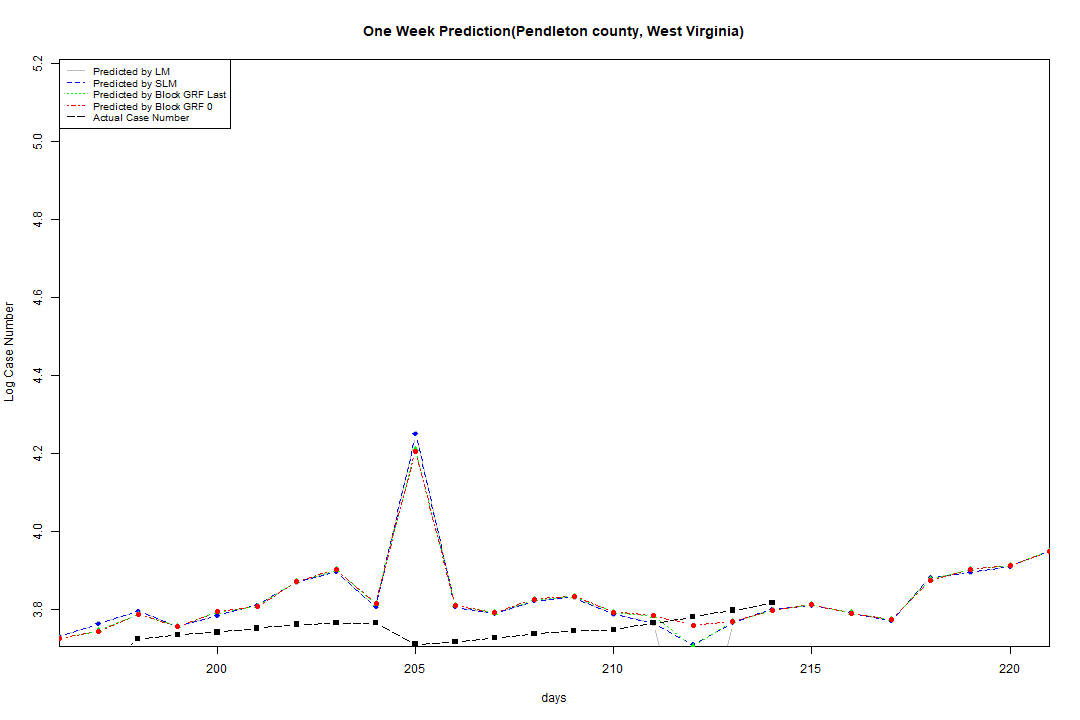 One Week Prediction(Pendleton county, West Virginia)
Predicted by LM
Predicted by SLM
Predicted by Block GRF Last
Predicted by Block GRF 0
Actual Case Number
5.2
5.0
4.8
4.6
4.4
4.2
4.0
3.8
Log Case Number
200
205
210
215
220
days